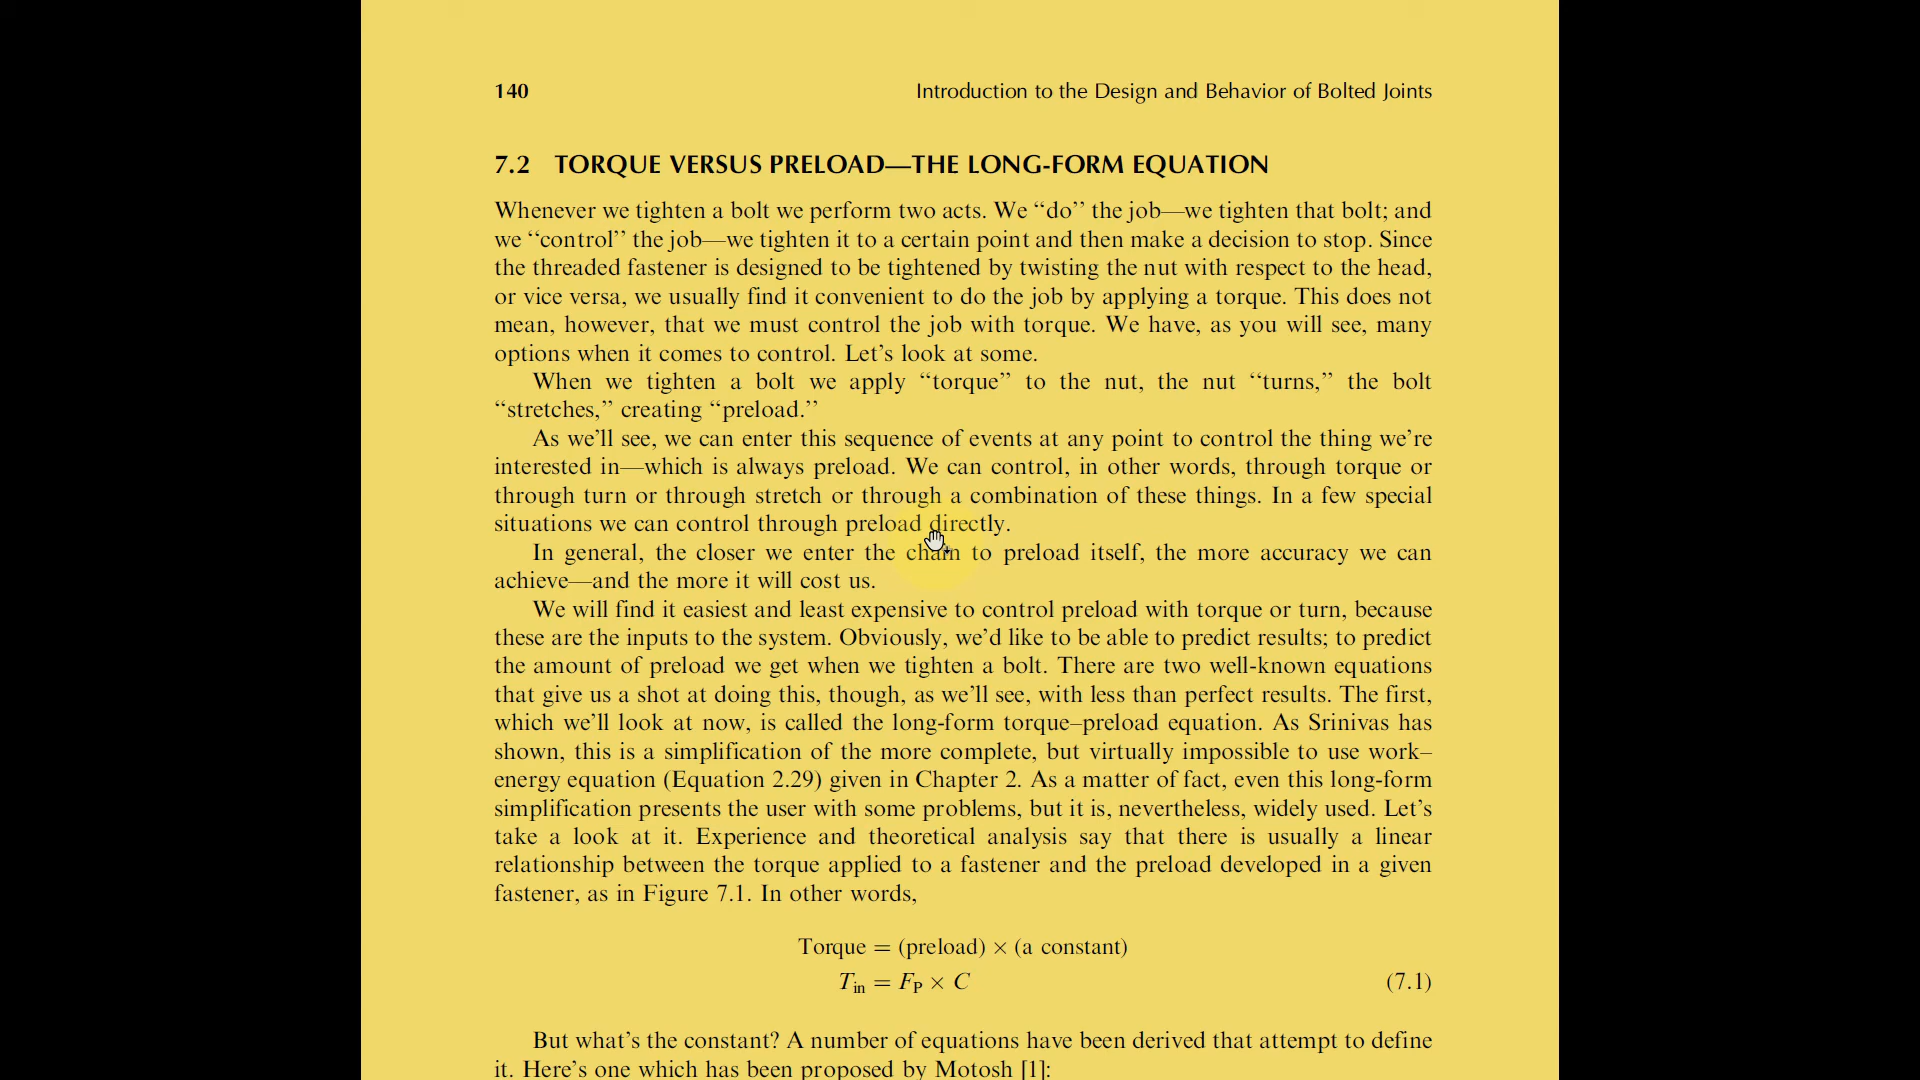 140 Introduction to the Design and Behavior of Bolted Joints
7.2 TORQUE VERSUS PRELOAD—THE LONG-FORM EQUATION
Whenever we tighten a bolt we perform two acts. We ‘‘do’’ the job—we tighten that bolt; and
we ‘‘control’’ the job—we tighten it to a certain point and then make a decision to stop. Since
the threaded fastener is designed to be tightened by twisting the nut with respect to the head,
or vice versa, we usually find it convenient to do the job by applying a torque. This does not
mean, however, that we must control the job with torque. We have, as you will see, many
options when it comes to control. Let’s look at some.
When we tighten a bolt we apply ‘‘torque’’ to the nut, the nut ‘‘turns,’’ the bolt
‘‘stretches,’’ creating ‘‘preload.’’
As we’ll see, we can enter this sequence of events at any point to control the thing we’re
interested in—which is always preload. We can control, in other words, through torque or
through turn or through stretch or through a combination of these things. In a few special
situations we can control through preload directly.
In general, the closer we enter the chain to preload itself, the more accuracy we can
achieve—and the more it will cost us.
We will find it easiest and least expensive to control preload with torque or turn, because
these are the inputs to the system. Obviously, we’d like to be able to predict results; to predict
the amount of preload we get when we tighten a bolt. There are two well-known equations
that give us a shot at doing this, though, as we’ll see, with less than perfect results. The first,
which we’ll look at now, is called the long-form torque–preload equation. As Srinivas has
shown, this is a simplification of the more complete, but virtually impossible to use work–
energy equation (Equation 2.29) given in Chapter 2. As a matter of fact, even this long-form
simplification presents the user with some problems, but it is, nevertheless, widely used. Let’s
take a look at it. Experience and theoretical analysis say that there is usually a linear
relationship between the torque applied to a fastener and the preload developed in a given
fastener, as in Figure 7.1. In other words,
Torque = (preload) × (a constant)
T_in = F_P × C (7.1)
But what’s the constant? A number of equations have been derived that attempt to define
it. Here’s one which has been proposed by Motosh [1]: